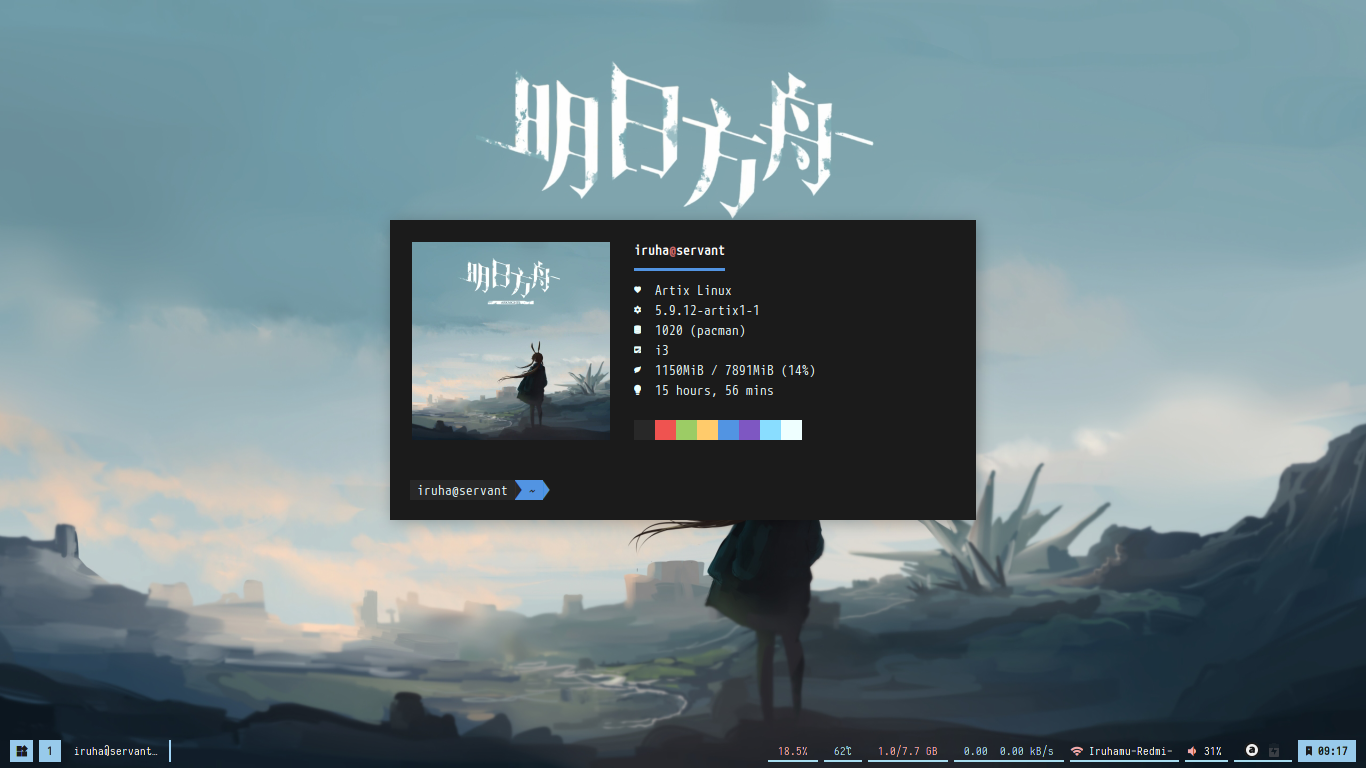 明日方舟
明日方舟
iruha@servant
Artix Linux
5.9.12-artix1-1
1020 (pacman)
i3
1150MiB / 7891MiB (14%)
15 hours, 56 mins
iruha@servant ~
1 iruha@servant… 18.5% 62℃ 1.0/7.7 GB 0.00 0.00 kB/s Iruhamu-Redmi- 31% 09:17